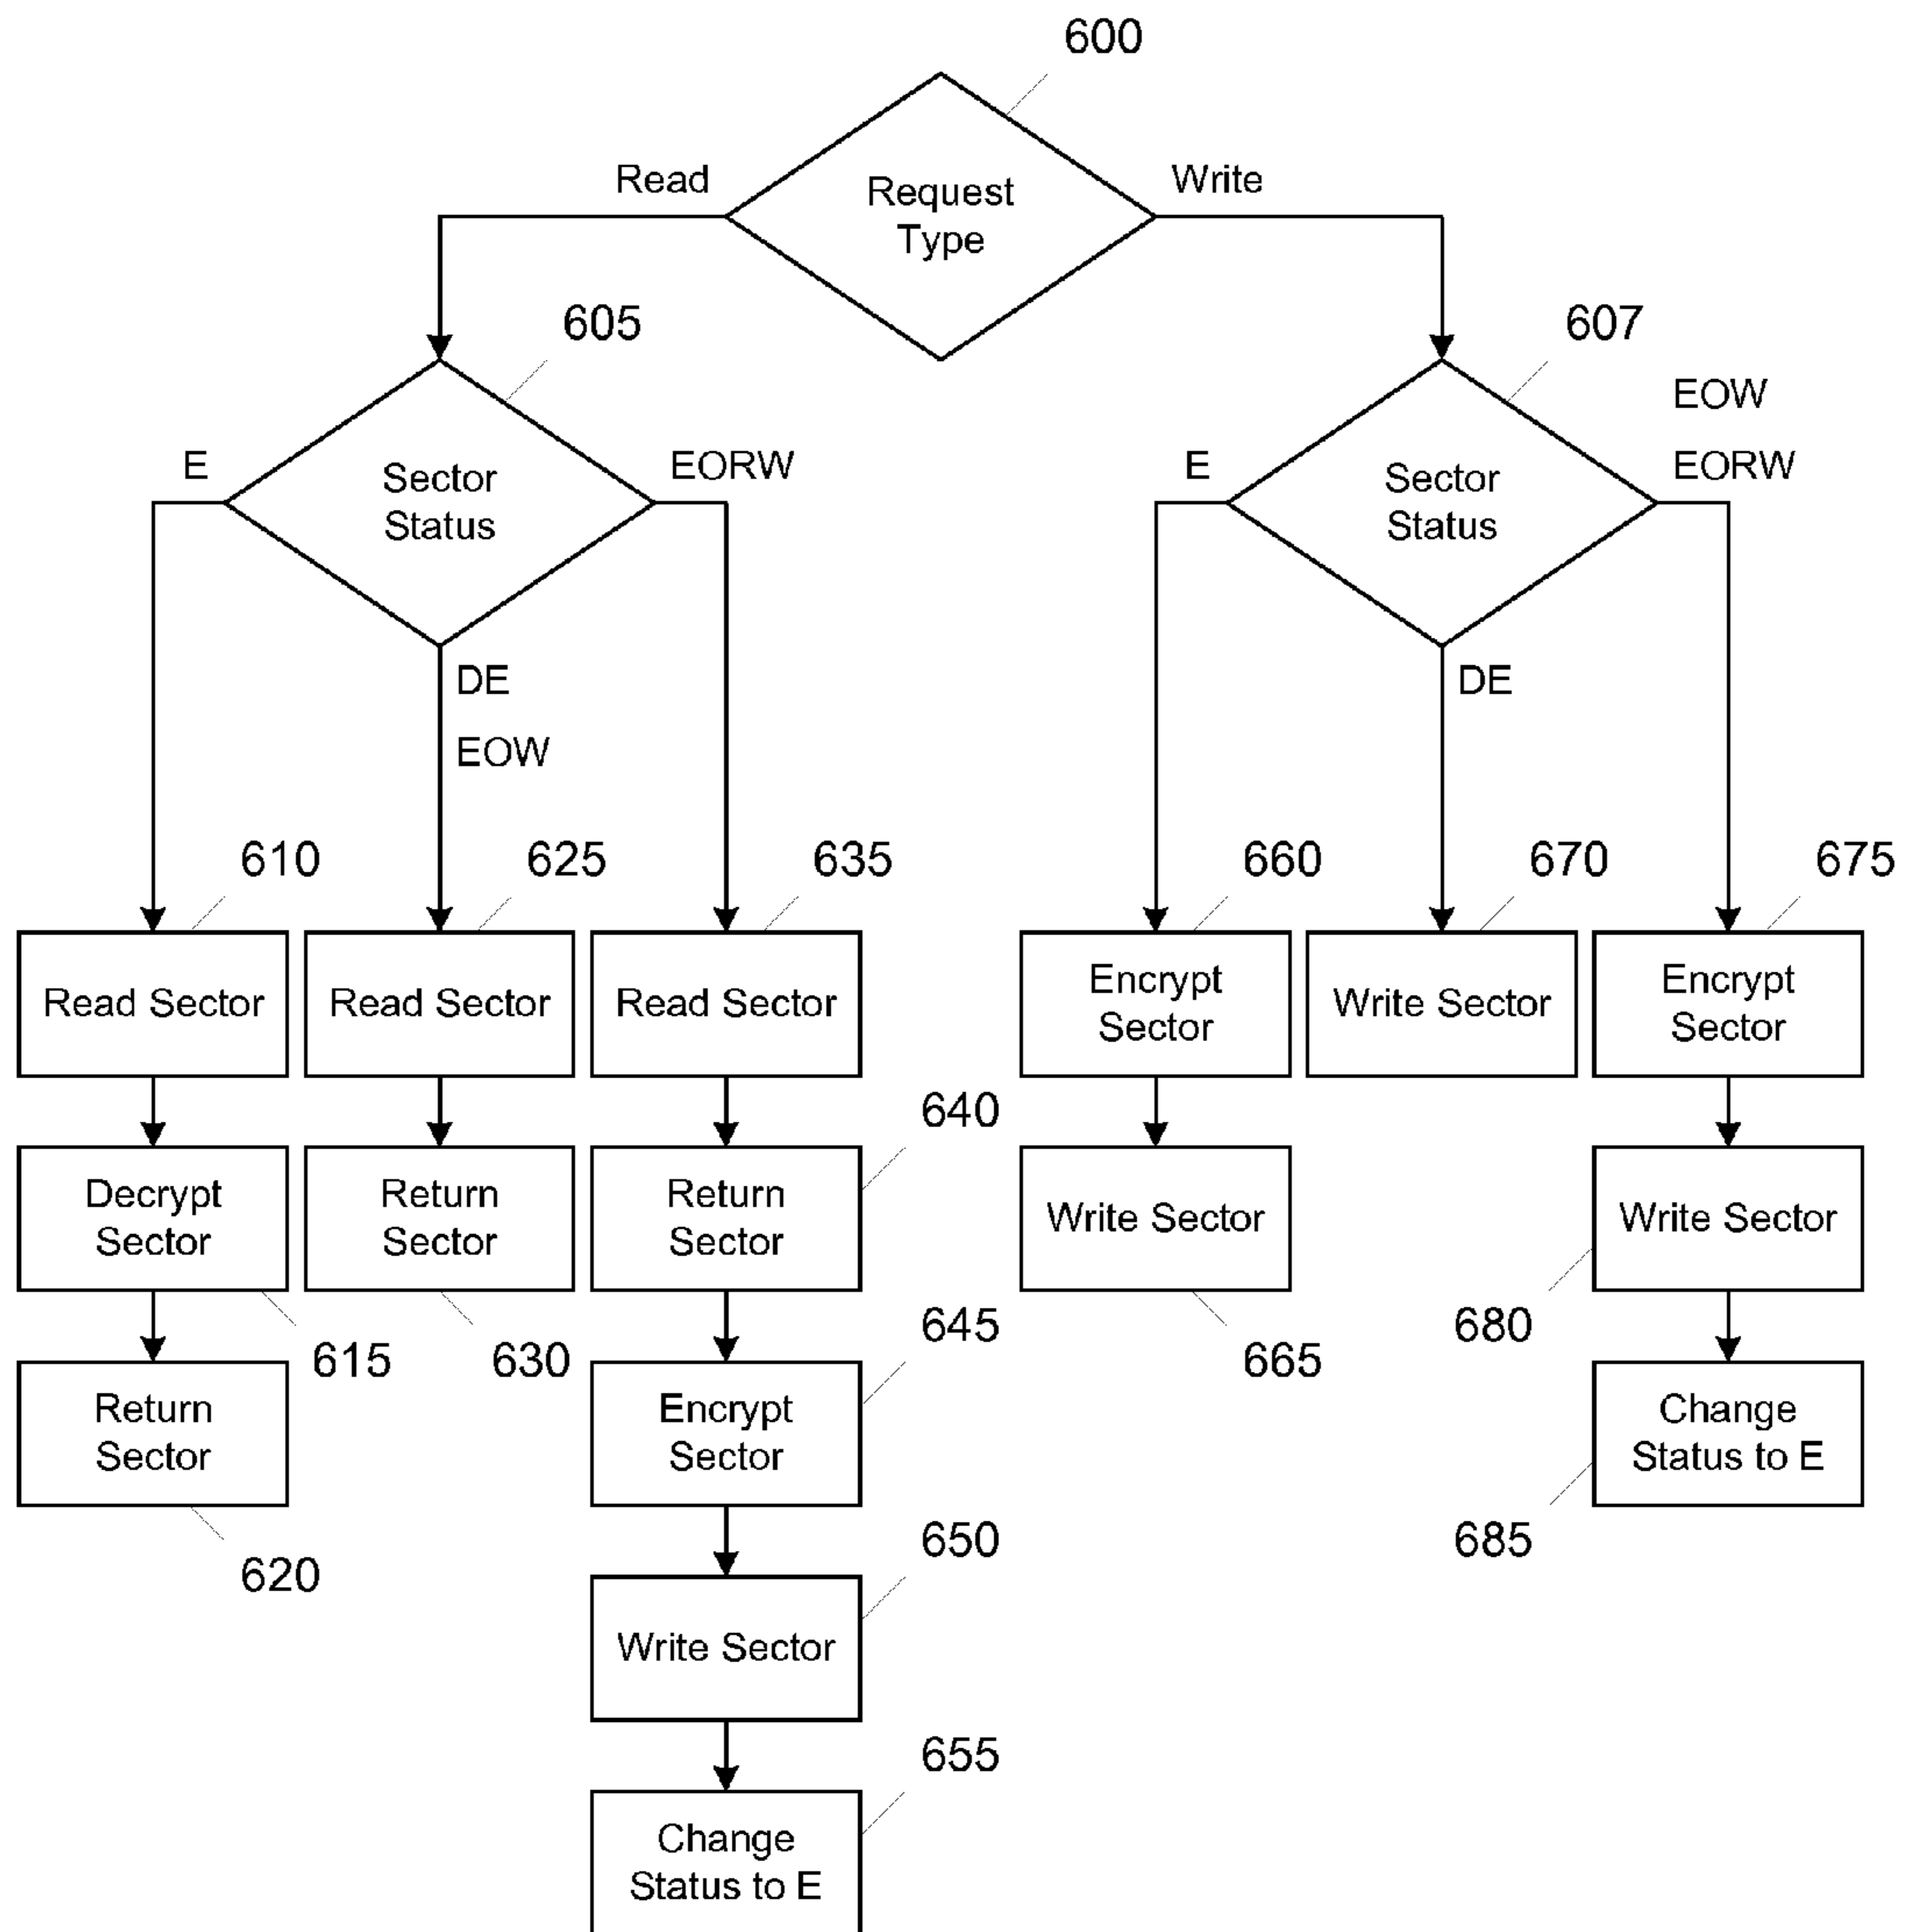 600
Read
Write
Request
Type
605
607
EOW
E
EORW
E
EORW
Sector
Status
Sector
Status
DE
DE
EOW
610
625
635
660
670
675
Read Sector
Read Sector
Read Sector
Encrypt
Sector
Write Sector
Encrypt
Sector
640
Decrypt
Sector
Return
Sector
Return
Sector
Write Sector
Write Sector
615
630
645
665
680
Return
Sector
Encrypt
Sector
Change
Status to E
620
650
685
Write Sector
655
Change
Status to E